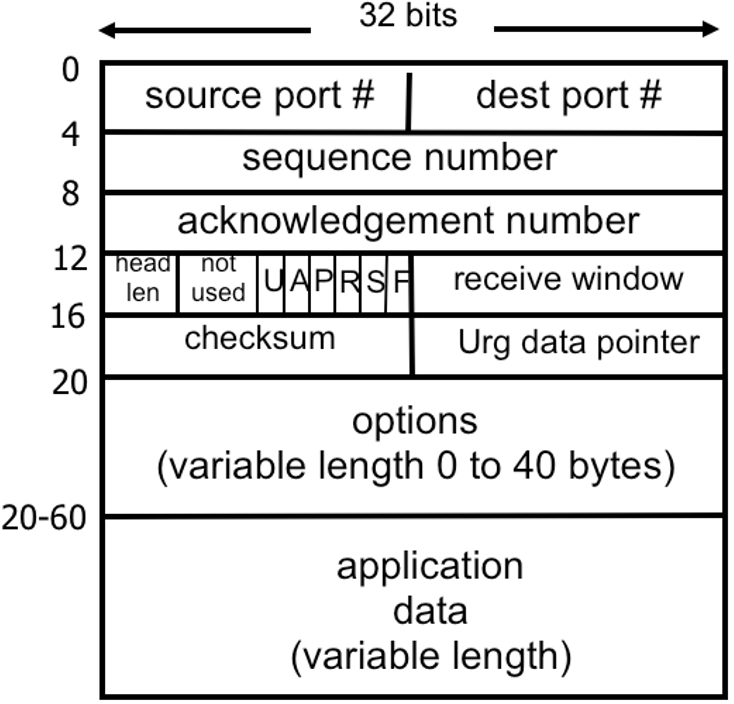 32 bits
0
source port # dest port #
4
sequence number
8
acknowledgement number
12
head len not used U A P R S F receive window
16
checksum Urg data pointer
20
options
(variable length 0 to 40 bytes)
20-60
application
data
(variable length)